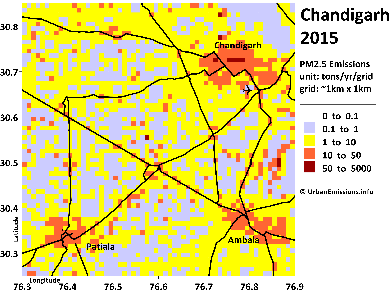 Chandigarh
2015
PM2.5 Emissions
unit: tons/yr/grid
grid: ~1km x 1km
0 to 0.1
0.1 to 1
1 to 10
10 to 50
50 to 5000
© UrbanEmissions.info
30.8
30.7
30.6
30.5
30.4
30.3
Latitude
Chandigarh
Patiala
Ambala
76.3 76.4 76.5 76.6 76.7 76.8 76.9
Longitude